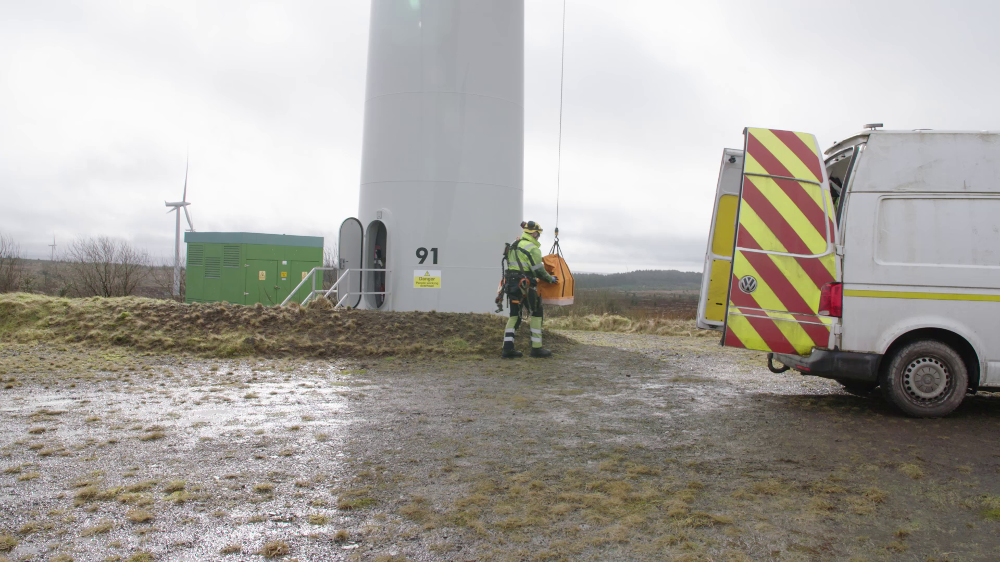 91
Danger
People working
overhead